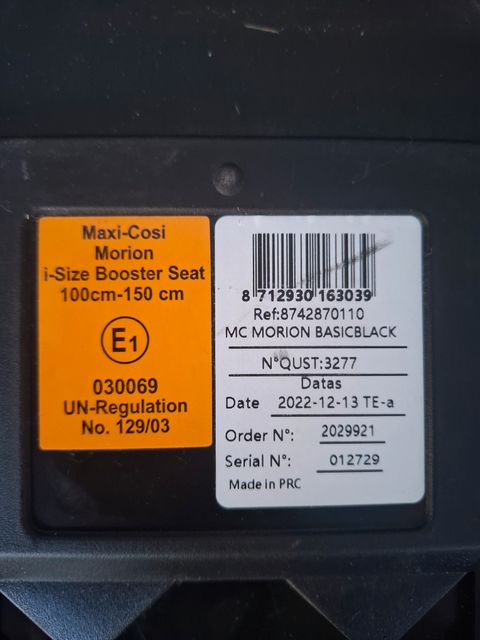 Maxi-Cosi
Morion
i-Size Booster Seat
100cm-150 cm
E1
030069
UN-Regulation
No. 129/03
8 712930 163039
Ref:8742870110
MC MORION BASICBLACK
N°QUST:3277
Datas
Date 2022-12-13 TE-a
Order N°: 2029921
Serial N°: 012729
Made in PRC